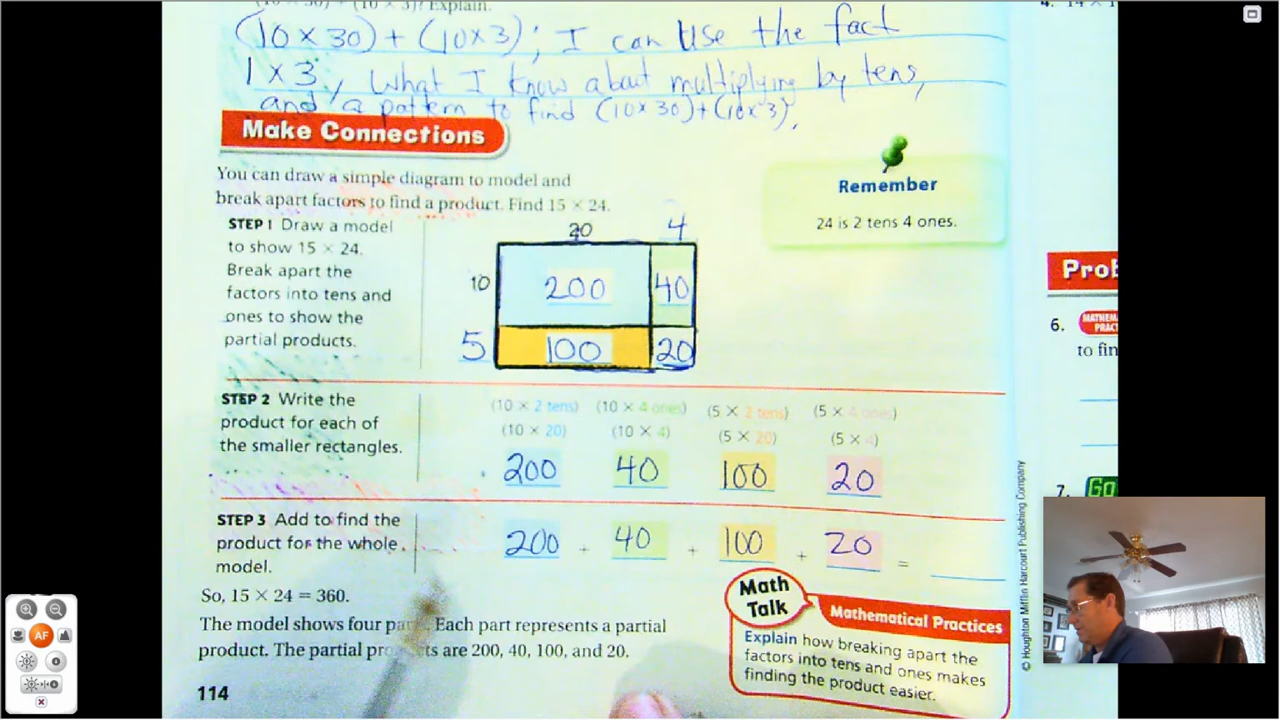 (10 × 30) + (10 × 3)? Explain.
(10 × 30) + (10 × 3); I can use the fact
1 × 3, what I know about multiplying by tens,
and a pattern to find (10 × 30) + (10 × 3).
Make Connections
You can draw a simple diagram to model and
break apart factors to find a product. Find 15 × 24.
Remember
24 is 2 tens 4 ones.
STEP 1 Draw a model
to show 15 × 24.
Break apart the
factors into tens and
ones to show the
partial products.
20 4
10 200 40
5 100 20
STEP 2 Write the
product for each of
the smaller rectangles.
(10 × 2 tens) (10 × 4 ones) (5 × 2 tens) (5 × 4 ones)
(10 × 20) (10 × 4) (5 × 20) (5 × 4)
200 40 100 20
STEP 3 Add to find the
product for the whole
model.
200 + 40 + 100 + 20 =
So, 15 × 24 = 360.
The model shows four Each part represents a partial
product. The partial are 200, 40, 100, and 20.
Math
Talk
Mathematical Practices
Explain how breaking apart the
factors into tens and ones makes
finding the product easier.
114
© Houghton Mifflin Harcourt Publishing Company
6.
to fin
7. Go
AF